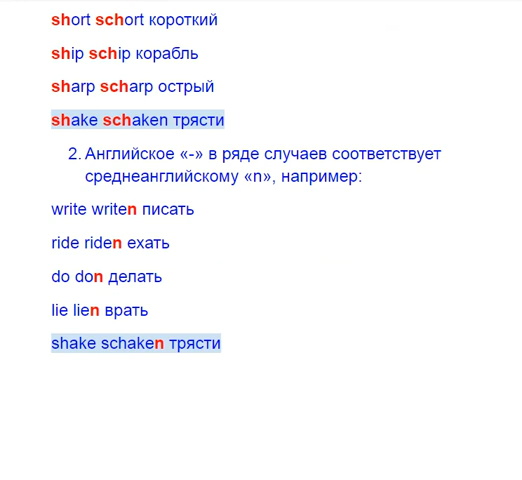 short schort короткий
ship schip корабль
sharp scharp острый
shake schaken трясти
2. Английское «-» в ряде случаев соответствует
среднеанглийскому «n», например:
write writen писать
ride riden ехать
do don делать
lie lien врать
shake schaken трясти